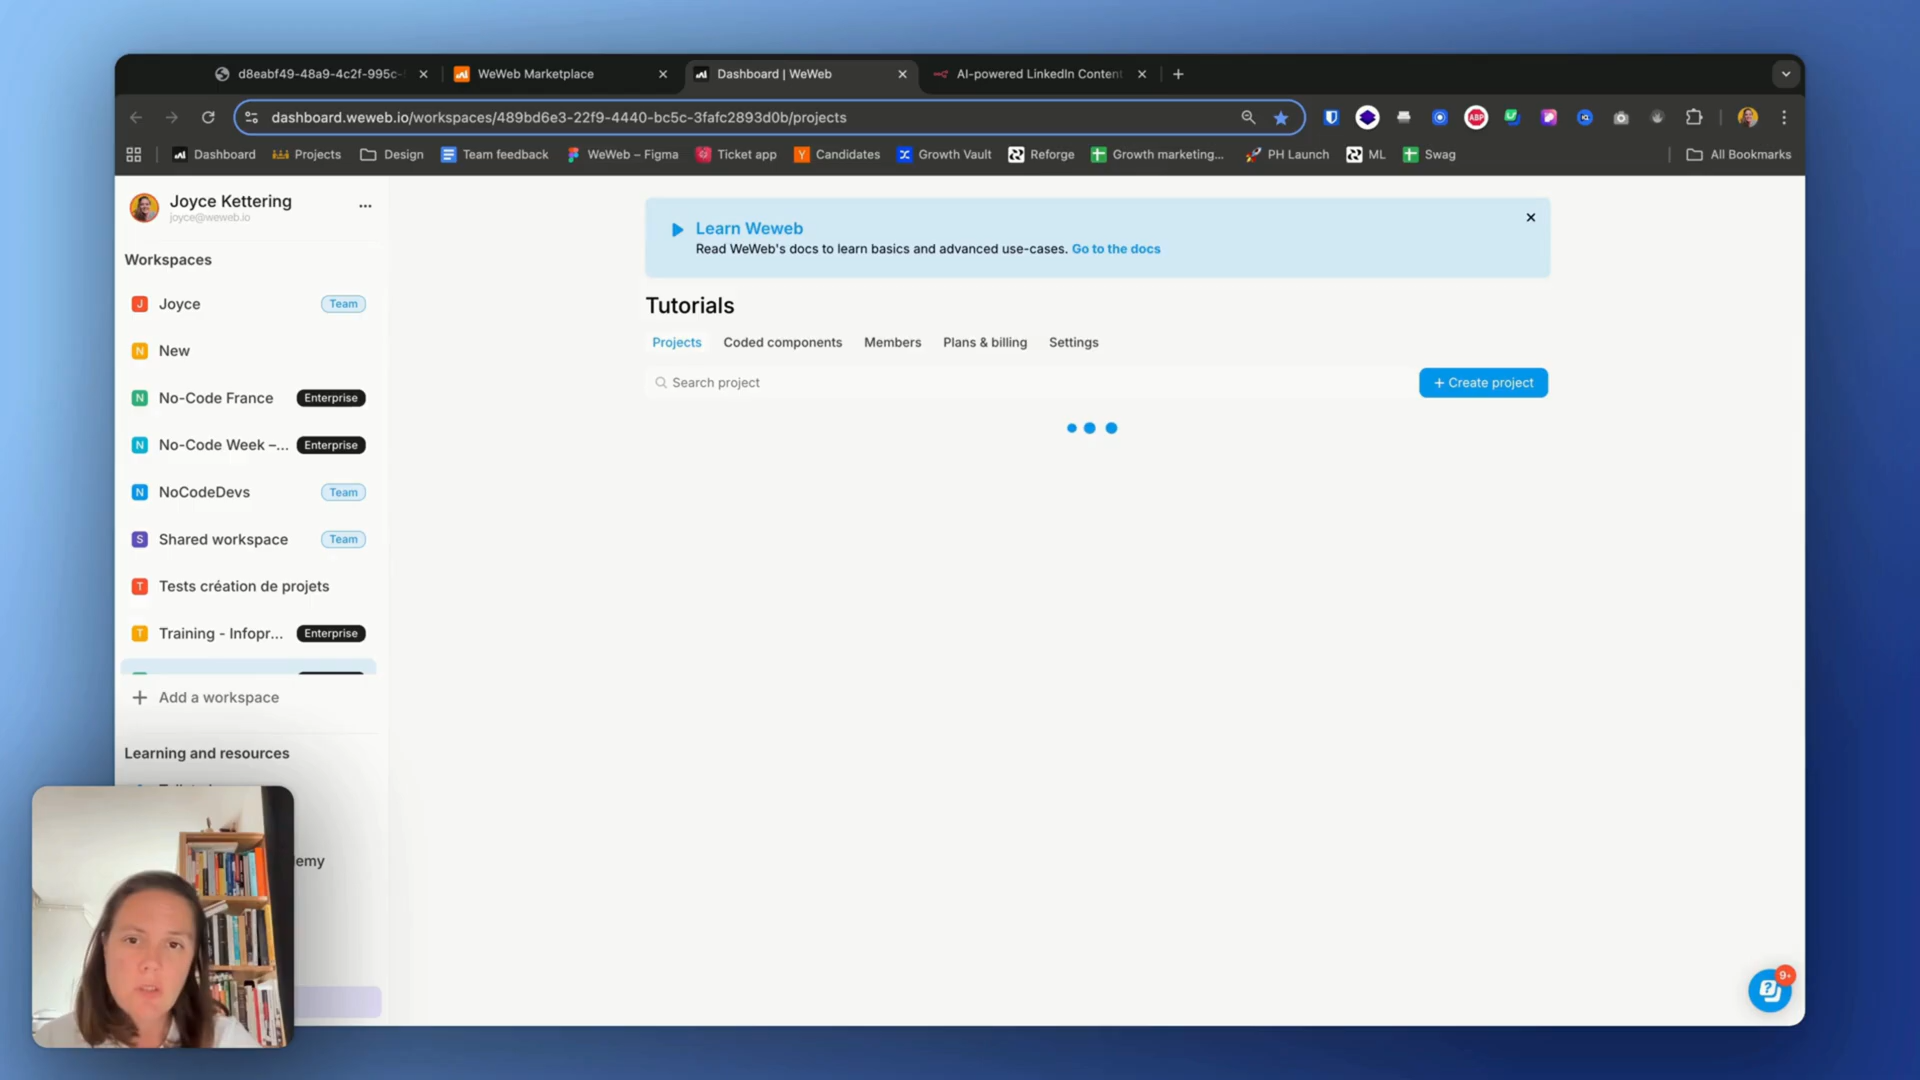 d8eabf49-48a9-4c2f-995c-
WeWeb Marketplace
Dashboard | WeWeb
AI-powered LinkedIn Content
dashboard.weweb.io/workspaces/489bd6e3-22f9-4440-bc5c-3fafc2893d0b/projects
ABP
Dashboard
Projects
Design
Team feedback
WeWeb – Figma
Ticket app
Candidates
Growth Vault
Reforge
Growth marketing...
PH Launch
ML
Swag
All Bookmarks
Joyce Kettering
joyce@weweb.io
Workspaces
J Joyce Team
N New
N No-Code France Enterprise
N No-Code Week –... Enterprise
N NoCodeDevs Team
S Shared workspace Team
T Tests création de projets
T Training - Infopr... Enterprise
Add a workspace
Learning and resources
emy
Learn Weweb
Read WeWeb's docs to learn basics and advanced use-cases. Go to the docs
Tutorials
Projects
Coded components
Members
Plans & billing
Settings
Search project
+ Create project
9+